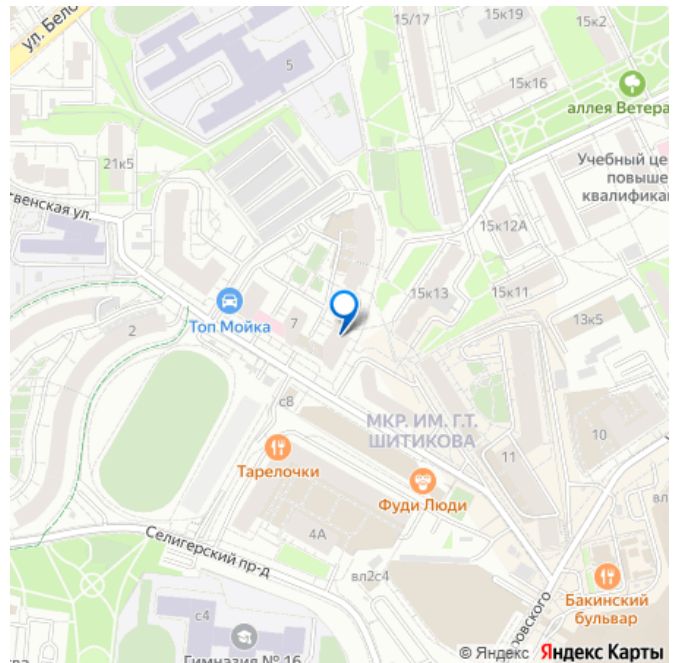 15/17
15к19
15к2
ул. Бело
5
15к16
аллея Ветера
21к5
Учебный це
повыше
квалифика
твенская ул.
15к12А
15к13
15к11
Топ Мойка
7
2
13к5
с8
МКР. ИМ. Г.Т.
ШИТИКОВА
10
Тарелочки
11
Фуди Люди
вл
4А
Селигерский пр-д
вл2с4
Бакинский
бульвар
с4
ровского
Гимназия № 16
© Яндекс Яндекс Карты